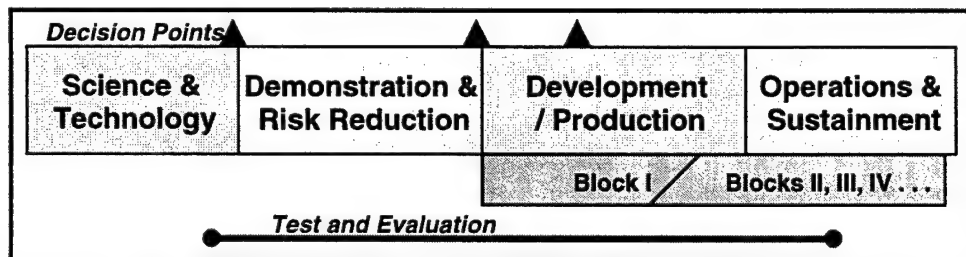 Decision Points
Science &
Technology
Demonstration &
Risk Reduction
Development
/ Production
Operations &
Sustainment
Block I
Blocks II, III, IV . . .
Test and Evaluation